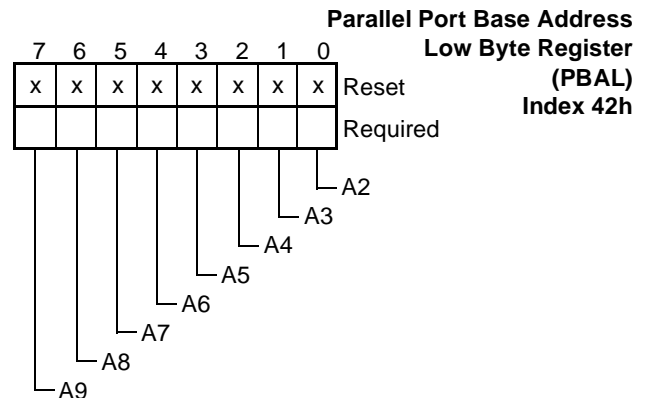 Parallel Port Base Address
Low Byte Register
(PBAL)
Index 42h
7 6 5 4 3 2 1 0
x x x x x x x x Reset
Required
A2
A3
A4
A5
A6
A7
A8
A9